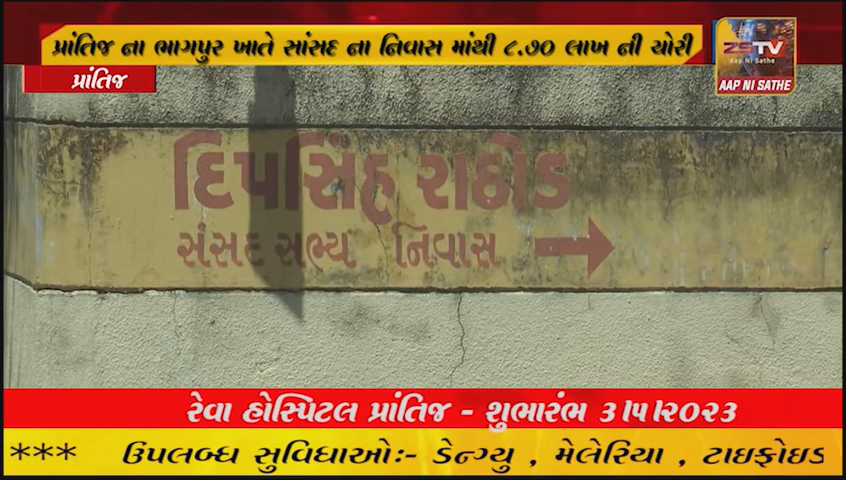 પ્રાંતિજ ના ભાગપુર ખાતે સાંસદ ના નિવાસ માંથી ૮.૭૦ લાખ ની ચોરી
ZSTV
Aap Ni Sathe
AAP NI SATHE
પ્રાંતિજ
દિપસિંહ રાઠોડ
સંસદ સભ્ય નિવાસ
રેવા હોસ્પિટલ પ્રાંતિજ - શુભારંભ ૩।૫।૨૦૨૩
*** ઉપલબ્ધ સુવિધાઓઃ- ડેન્ગ્યુ , મેલેરિયા , ટાઇફોઇડ